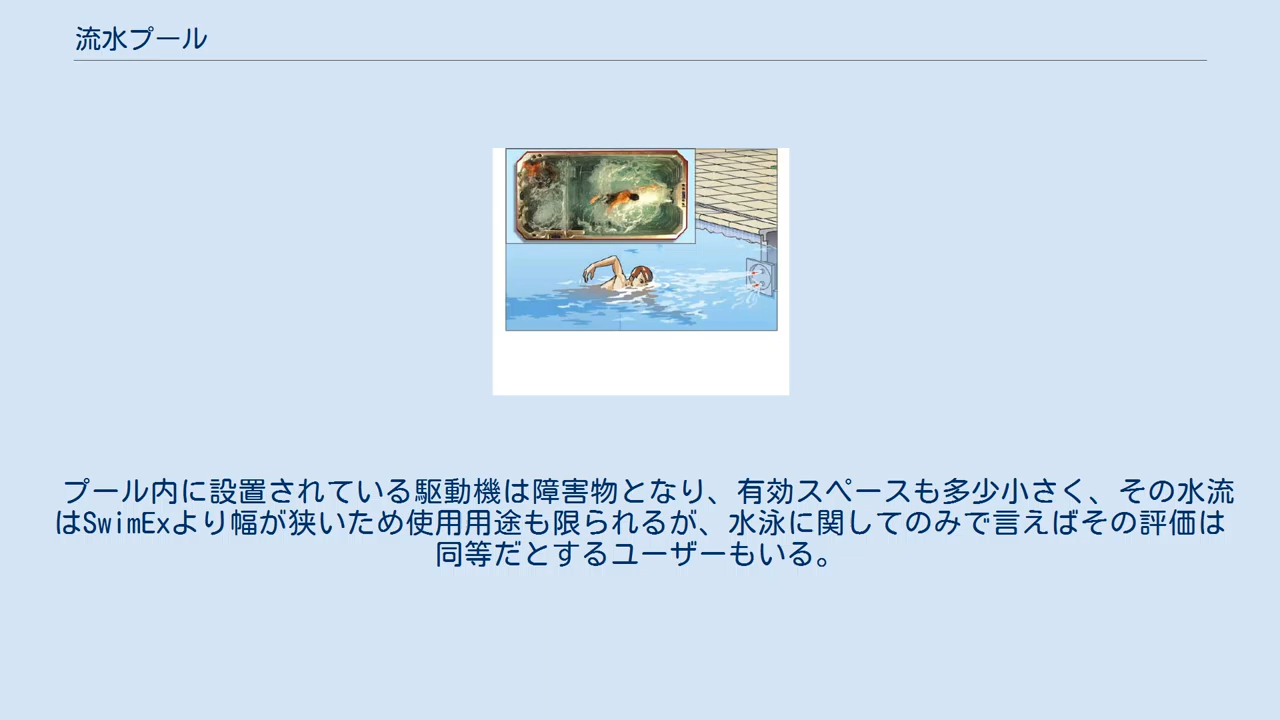 流水プール
プール内に設置されている駆動機は障害物となり、有効スペースも多少小さく、その水流
はSwimExより幅が狭いため使用用途も限られるが、水泳に関してのみで言えばその評価は
同等だとするユーザーもいる。